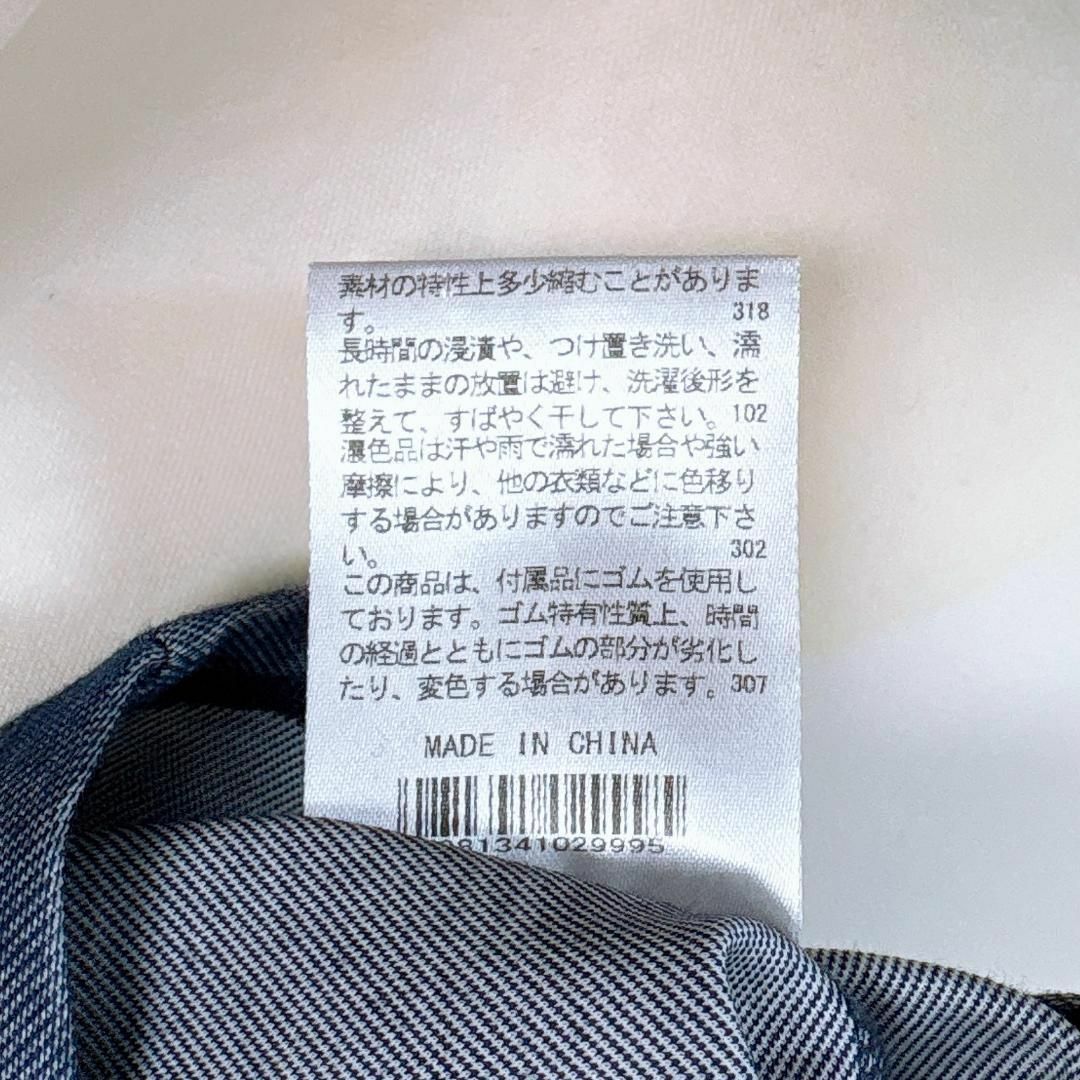 素材の特性上多少縮むことがありま
す。 318
長時間の浸漬や、つけ置き洗い、濡
れたままの放置は避け、洗濯後形を
整えて、すばやく干して下さい。102
濃色品は汗や雨で濡れた場合や強い
摩擦により、他の衣類などに色移り
する場合がありますのでご注意下さ
い。 302
この商品は、付属品にゴムを使用し
ております。ゴム特有性質上、時間
の経過とともにゴムの部分が劣化し
たり、変色する場合があります。307
MADE IN CHINA
81341029995